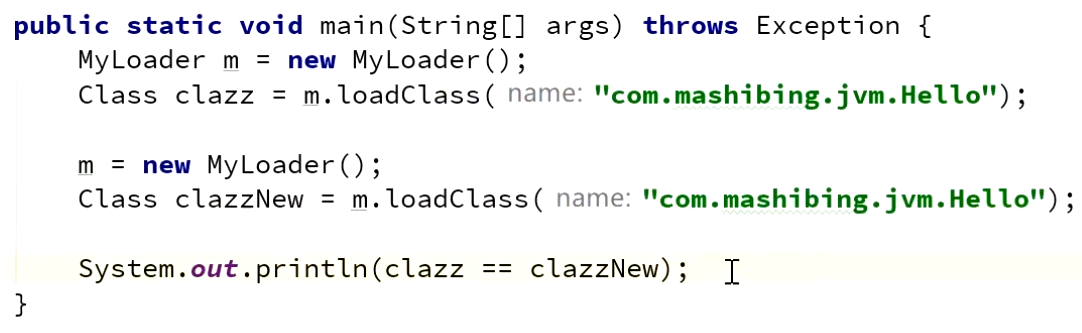 public static void main(String[] args) throws Exception {
MyLoader m = new MyLoader();
Class clazz = m.loadClass( name: "com.mashibing.jvm.Hello");
m = new MyLoader();
Class clazzNew = m.loadClass( name: "com.mashibing.jvm.Hello");
System.out.println(clazz == clazzNew);
}